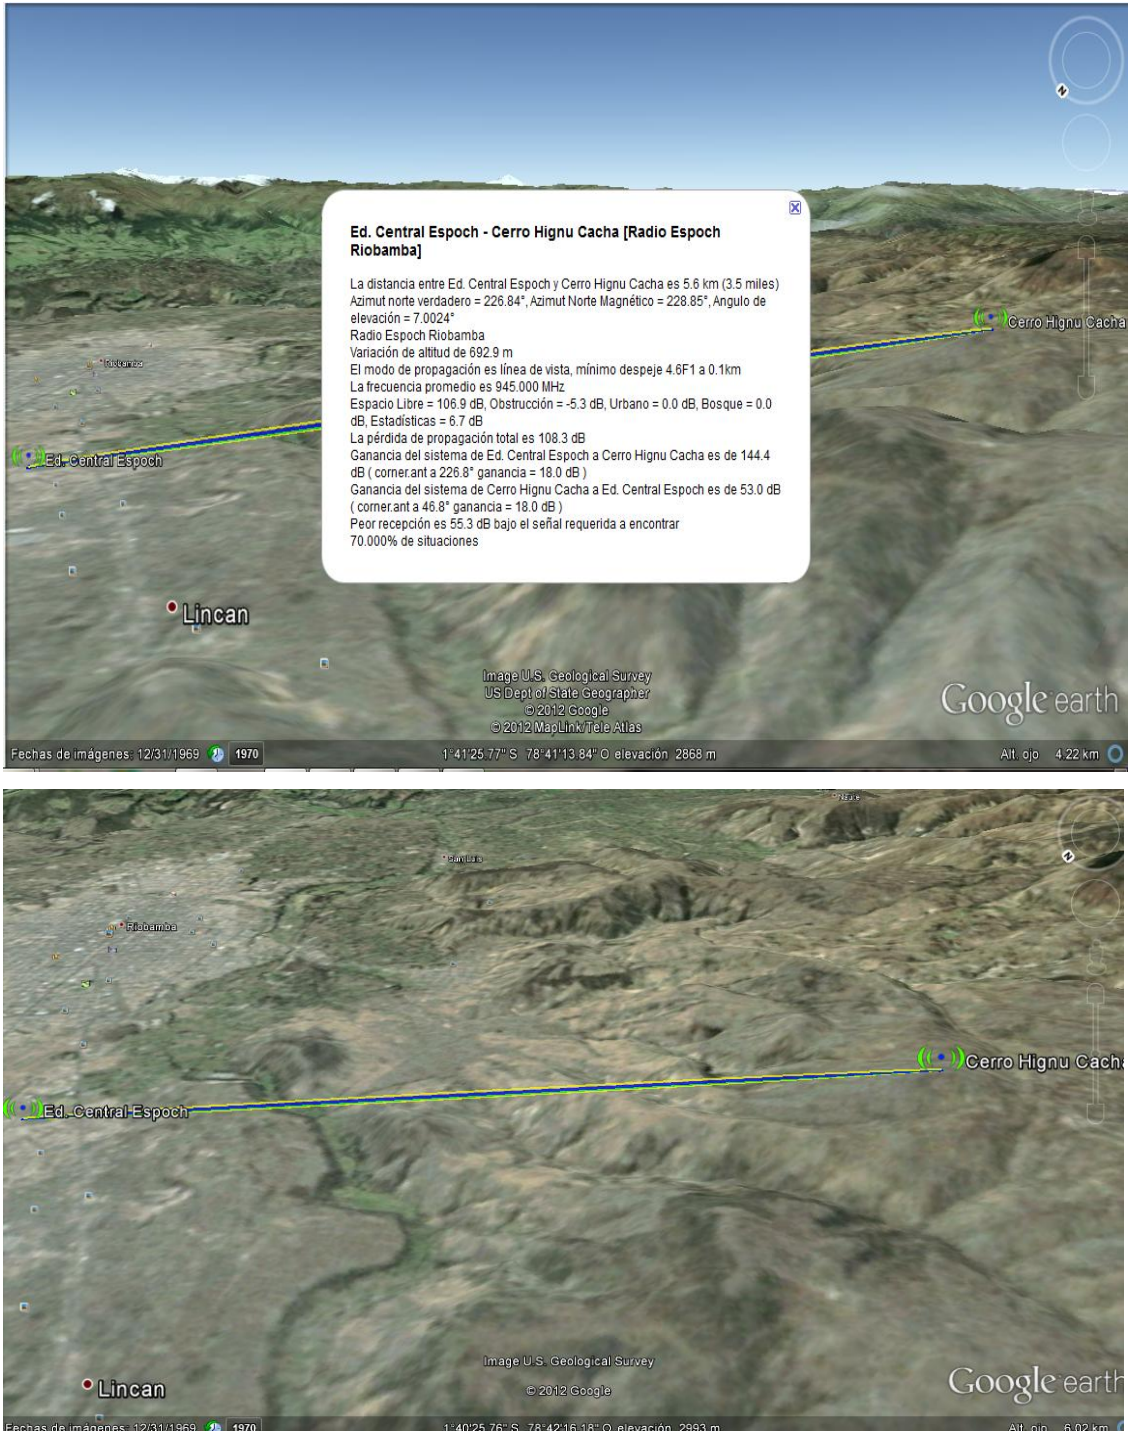 Ed. Central Espoch - Cerro Hignu Cacha [Radio Espoch
Riobamba]
La distancia entre Ed. Central Espoch y Cerro Hignu Cacha es 5.6 km (3.5 miles)
Azimut norte verdadero = 226.84°, Azimut Norte Magnético = 228.85°, Angulo de
elevación = 7.0024°
Radio Espoch Riobamba
Variación de altitud de 692.9 m
El modo de propagación es línea de vista, mínimo despeje 4.6F1 a 0.1km
La frecuencia promedio es 945.000 MHz
Espacio Libre = 106.9 dB, Obstrucción = -5.3 dB, Urbano = 0.0 dB, Bosque = 0.0
dB, Estadísticas = 6.7 dB
La pérdida de propagación total es 108.3 dB
Ganancia del sistema de Ed. Central Espoch a Cerro Hignu Cacha es de 144.4
dB ( corner.ant a 226.8° ganancia = 18.0 dB )
Ganancia del sistema de Cerro Hignu Cacha a Ed. Central Espoch es de 53.0 dB
( corner.ant a 46.8° ganancia = 18.0 dB )
Peor recepción es 55.3 dB bajo el señal requerida a encontrar
70.000% de situaciones
N
Cerro Hignu Cacha
Riobamba
Ed. Central Espoch
Lincan
Image U.S. Geological Survey
US Dept of State Geographer
© 2012 Google
© 2012 MapLink/Tele Atlas
Google earth
Fechas de imágenes: 12/31/1969 1970 1°41'25.77" S 78°41'13.84" O elevación 2868 m Alt. ojo 4.22 km
San Luis
N
Riobamba
Cerro Hignu Cach
Ed. Central Espoch
Lincan
Image U.S. Geological Survey
© 2012 Google
Google earth
Fechas de imágenes: 12/31/1969 1970 1°40'25.76" S 78°42'16.18" O elevación 2993 m Alt. ojo 6.02 km